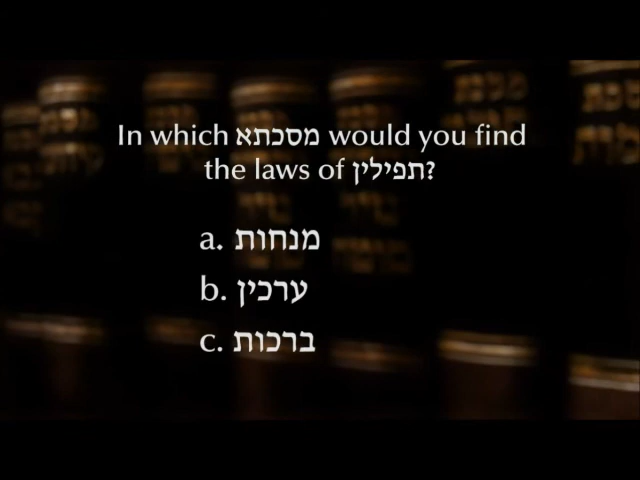 In which מסכתא would you find
the laws of תפילין?
a. מנחות
b. ערכין
c. ברכות